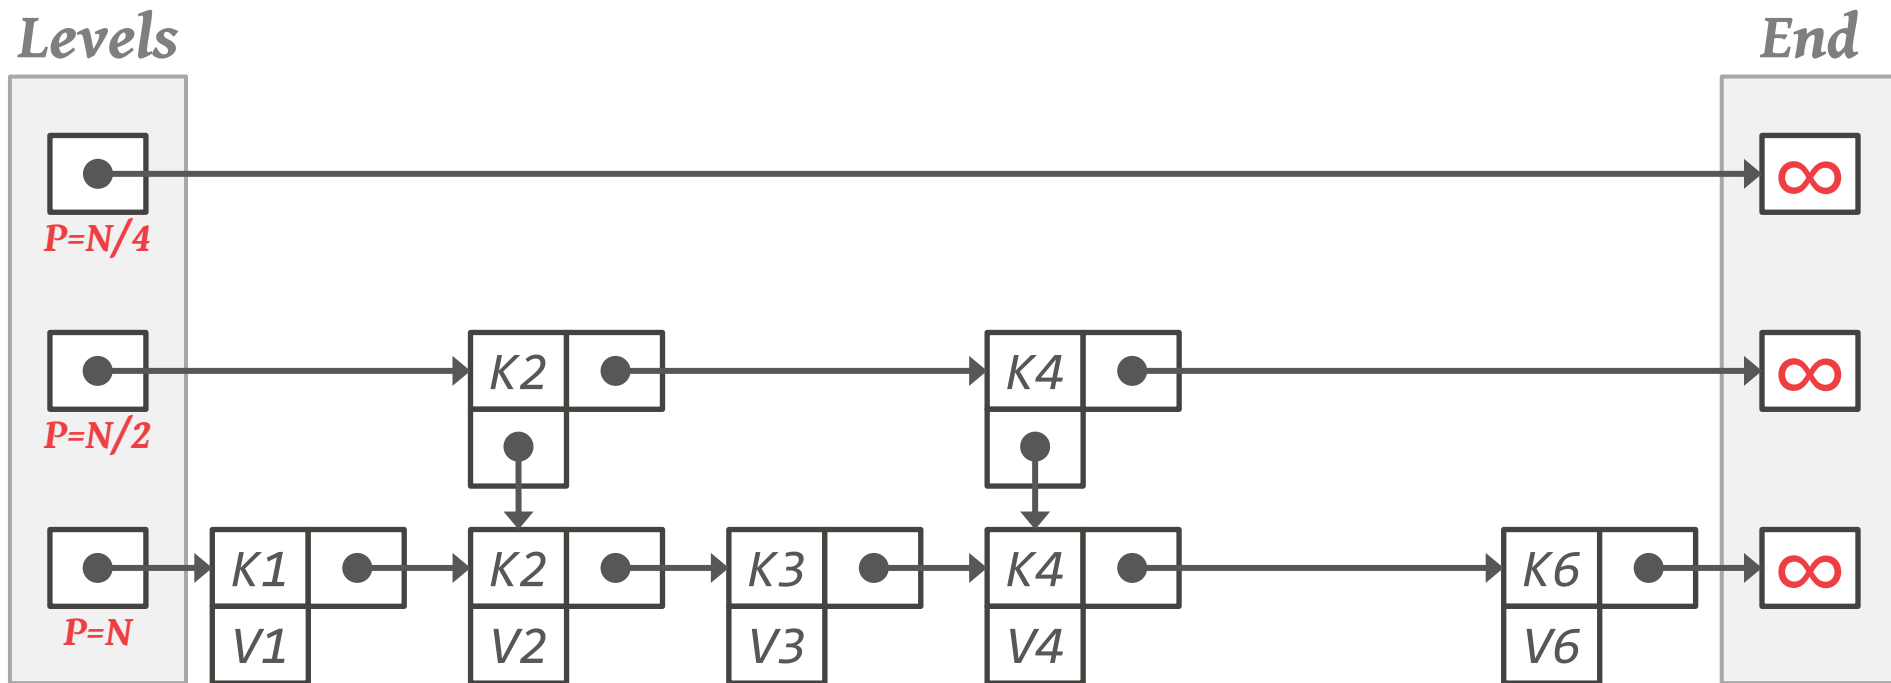 Levels End
∞
P=N/4
K2 K4 ∞
P=N/2
K1 K2 K3 K4 K6 ∞
P=N V1 V2 V3 V4 V6